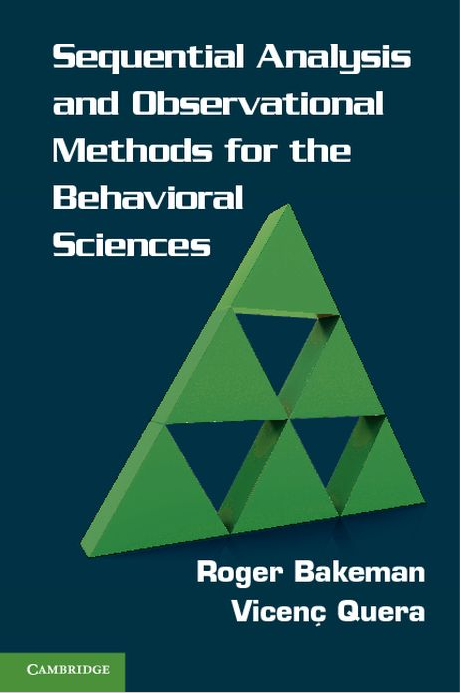 Sequential Analysis
and Observational
Methods for the
Behavioral
Sciences
Roger Bakeman
Vicenç Quera
CAMBRIDGE